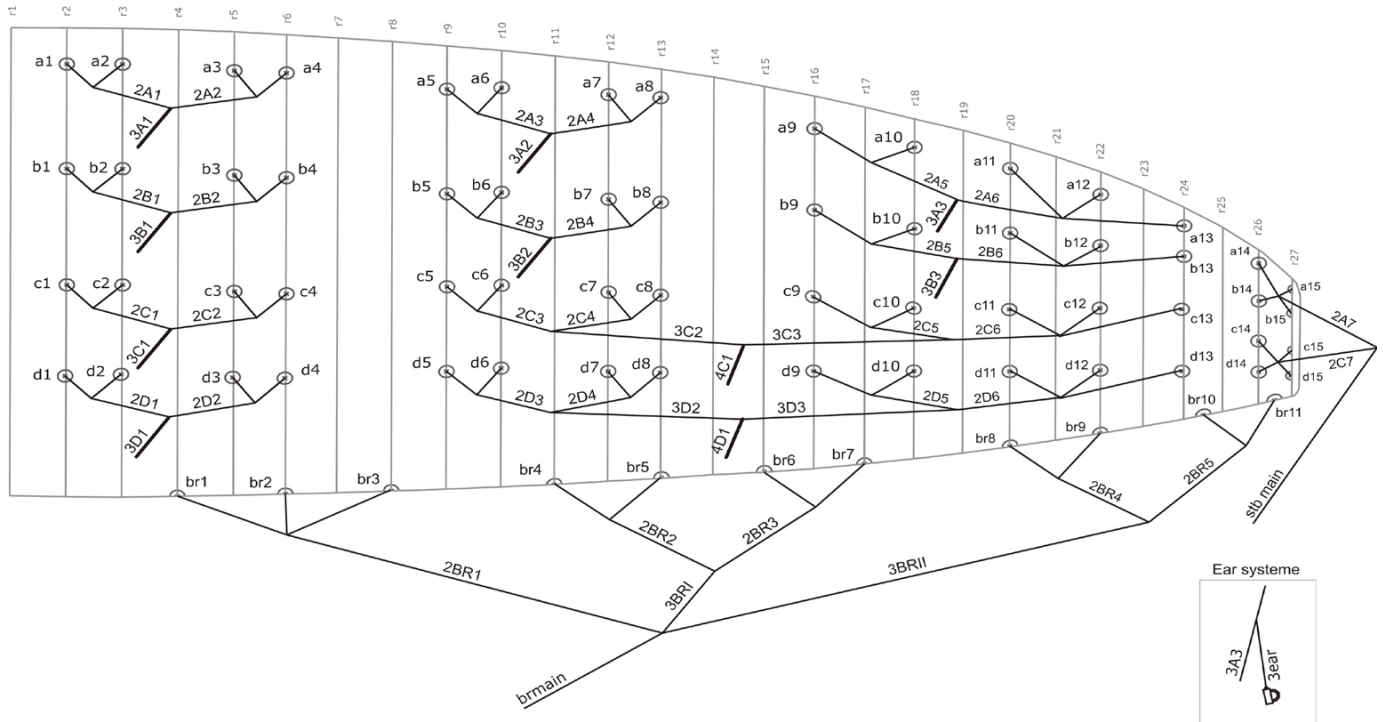 r1 r2 r3 r4 r5 r6 r7 r8 r9 r10 r11 r12 r13 r14 r15 r16 r17 r18 r19 r20 r21 r22 r23 r24 r25 r26 r27
a1 a2 a3 a4 a5 a6 a7 a8 a9 a10 a11 a12 a13 a14 a15
2A1 2A2 2A3 2A4 2A5 2A6 2A7
3A1 3A2 3A3
b1 b2 b3 b4 b5 b6 b7 b8 b9 b10 b11 b12 b13 b14 b15
2B1 2B2 2B3 2B4 2B5 2B6
3B1 3B2 3B3
c1 c2 c3 c4 c5 c6 c7 c8 c9 c10 c11 c12 c13 c14 c15
2C1 2C2 2C3 2C4 2C5 2C6 2C7
3C1 3C2 3C3
4C1
d1 d2 d3 d4 d5 d6 d7 d8 d9 d10 d11 d12 d13 d14 d15
2D1 2D2 2D3 2D4 2D5 2D6
3D1 3D2 3D3
4D1
br1 br2 br3 br4 br5 br6 br7 br8 br9 br10 br11
2BR1 2BR2 2BR3 2BR4 2BR5
3BRI 3BRII
brmain
stb main
Ear systeme
3A3 3ear